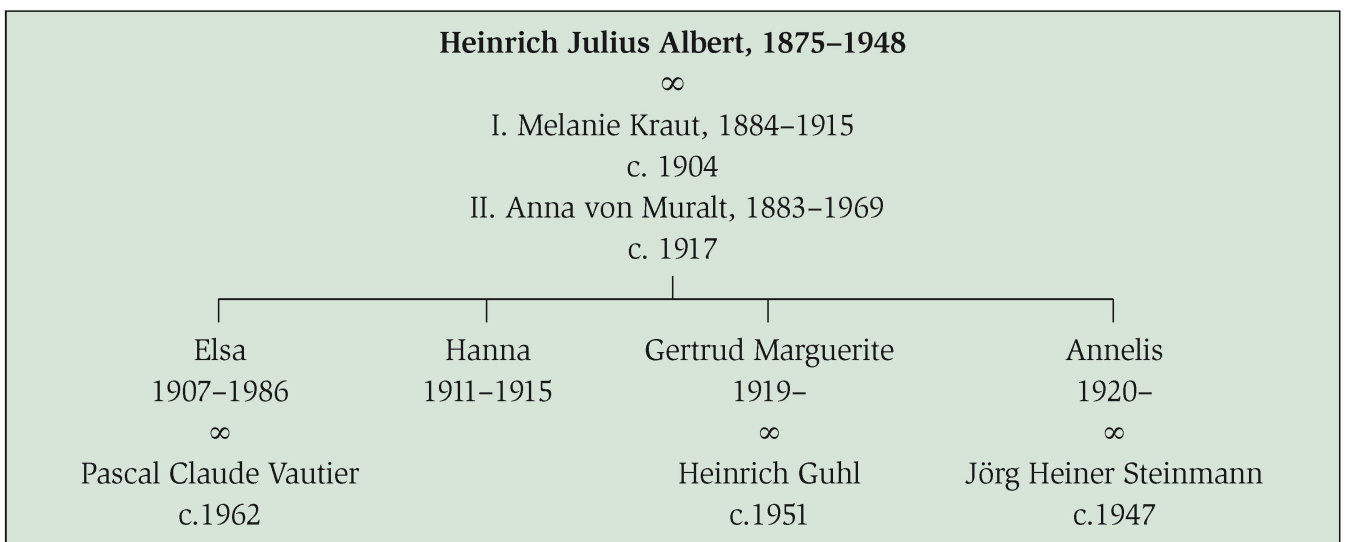 Heinrich Julius Albert, 1875–1948
∞
I. Melanie Kraut, 1884–1915
c. 1904
II. Anna von Muralt, 1883–1969
c. 1917
Elsa Hanna Gertrud Marguerite Annelis
1907–1986 1911–1915 1919– 1920–
∞ ∞ ∞
Pascal Claude Vautier Heinrich Guhl Jörg Heiner Steinmann
c.1962 c.1951 c.1947